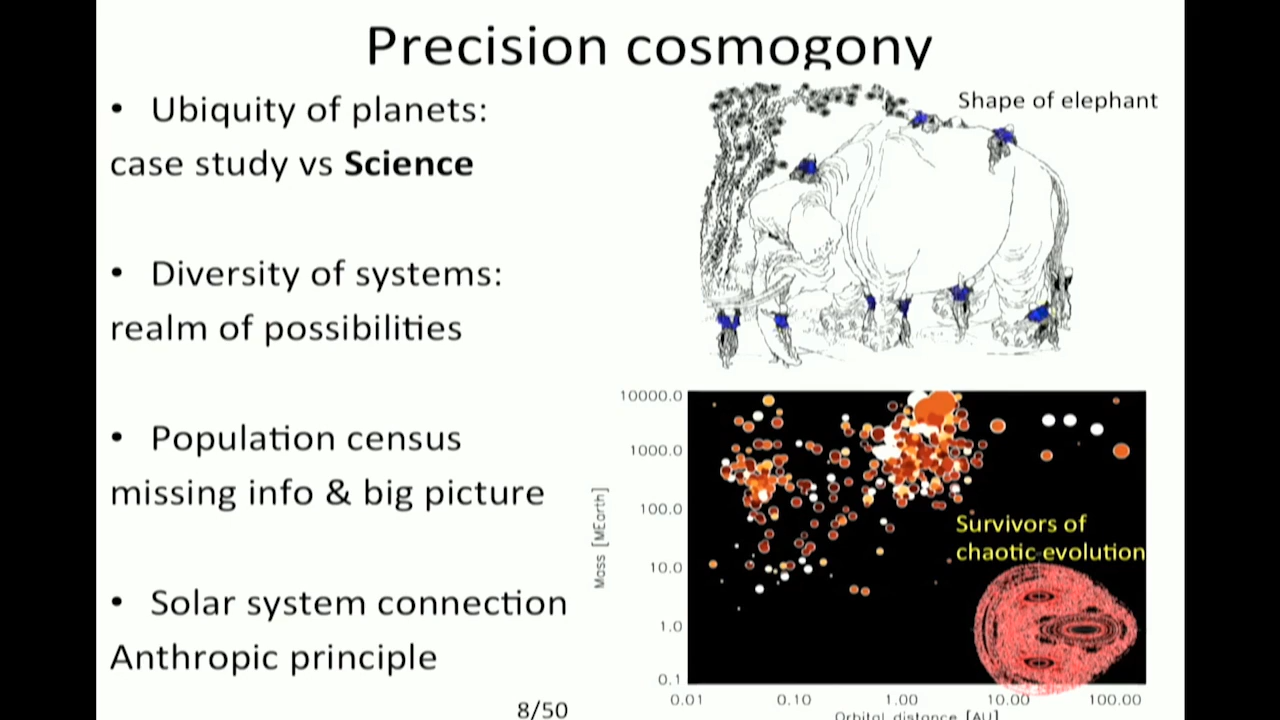 Precision cosmogony
• Ubiquity of planets:
case study vs Science
• Diversity of systems:
realm of possibilities
• Population census
missing info & big picture
• Solar system connection
Anthropic principle
8/50
Shape of elephant
10000.0
1000.0
100.0
10.0
1.0
0.1
Mass [MEarth]
Survivors of
chaotic evolution
0.01 0.10 1.00 10.00 100.00
Orbital distance [AU]